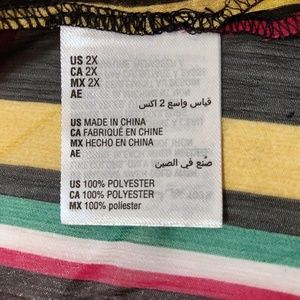 US 2X
CA 2X
MX 2X
AE
قياس واسع 2 اكس
US MADE IN CHINA
CA FABRIQUÉ EN CHINE
MX HECHO EN CHINA
AE
صُنع في الصين
US 100% POLYESTER
CA 100% POLYESTER
MX 100% poliester